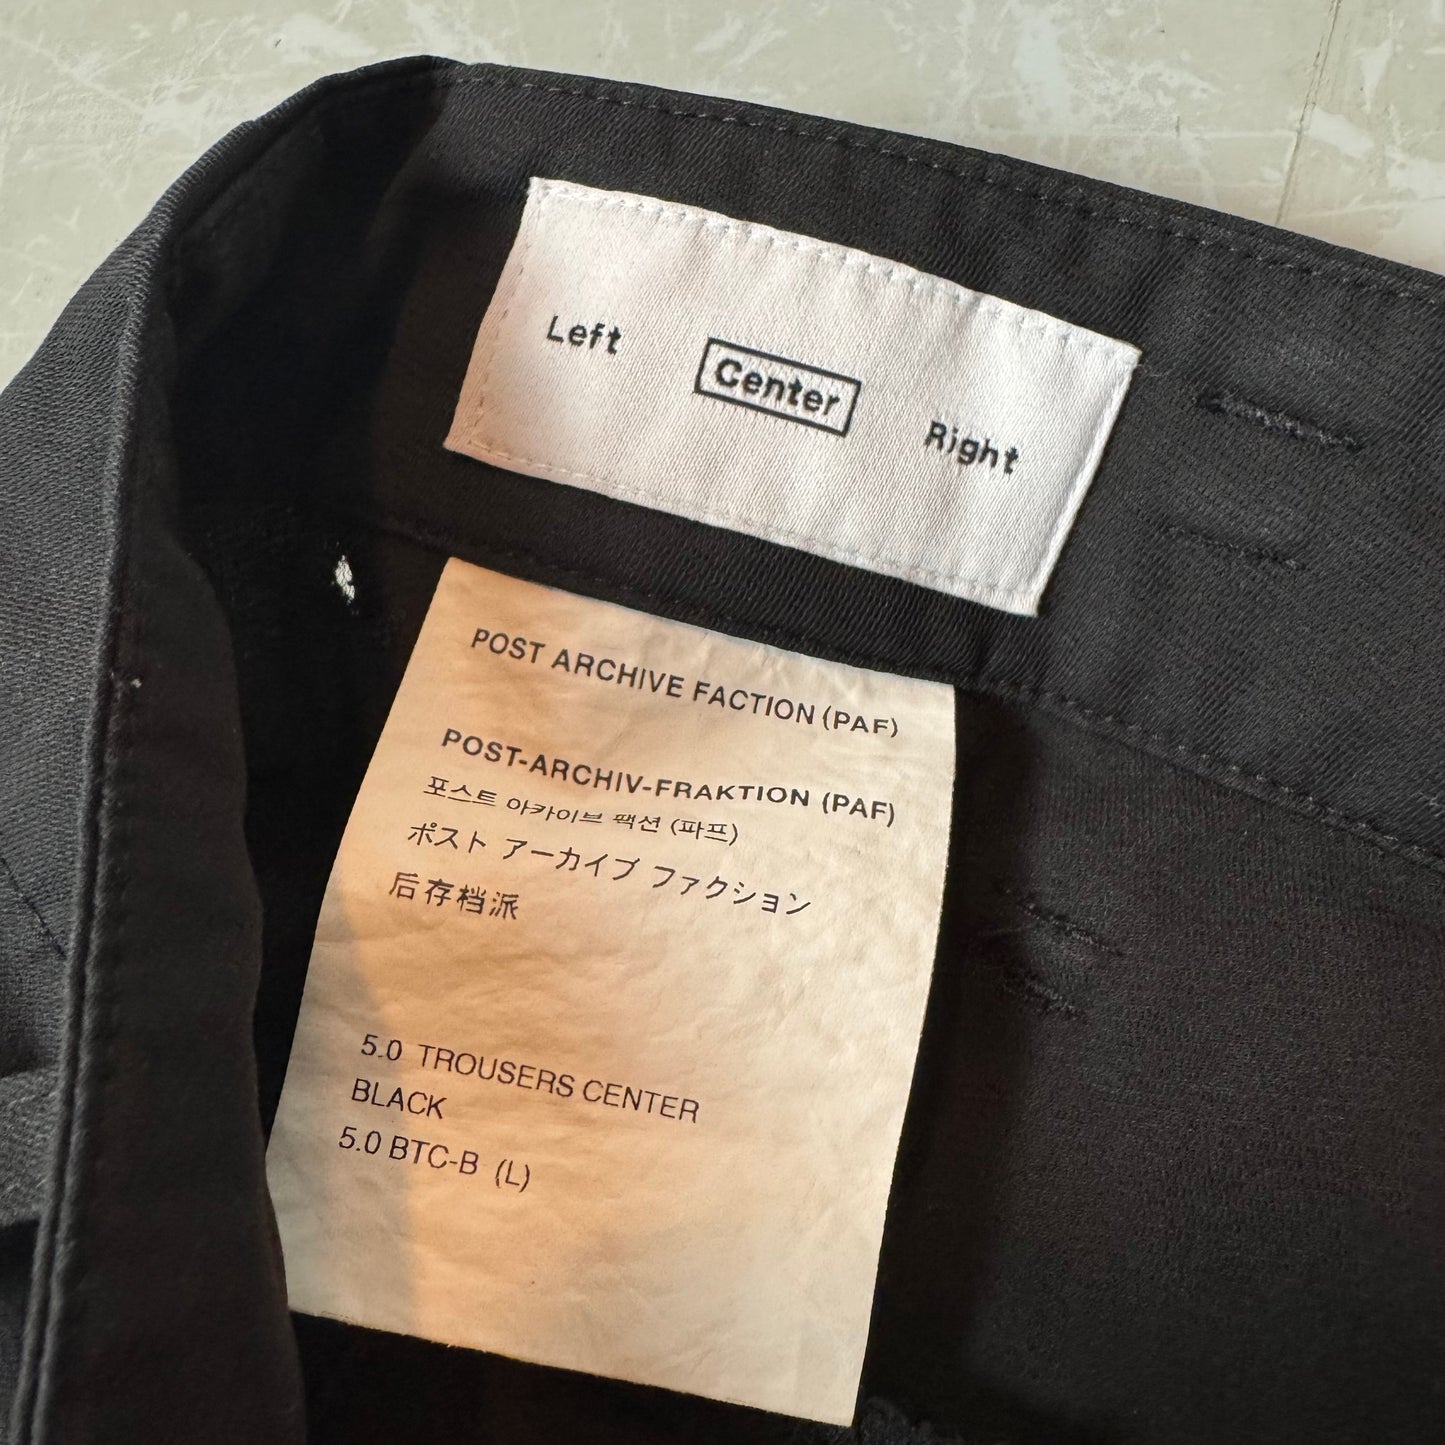 Left Center Right
POST ARCHIVE FACTION (PAF)
POST-ARCHIV-FRAKTION (PAF)
포스트 아카이브 팩션 (파프)
ポスト アーカイブ ファクション
后存档派
5.0 TROUSERS CENTER
BLACK
5.0 BTC-B (L)